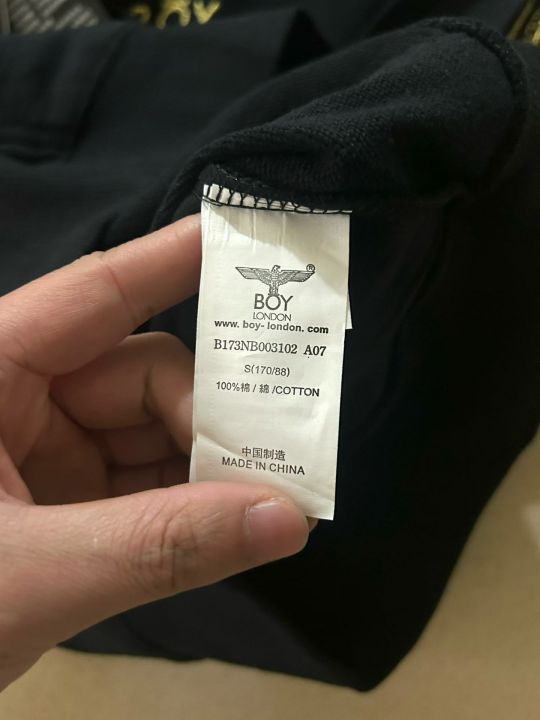 BOY
®
BOY
LONDON
www. boy-london. com
B173NB003102 A07
S(170/88)
100%棉 / 綿 /COTTON
中国制造
MADE IN CHINA